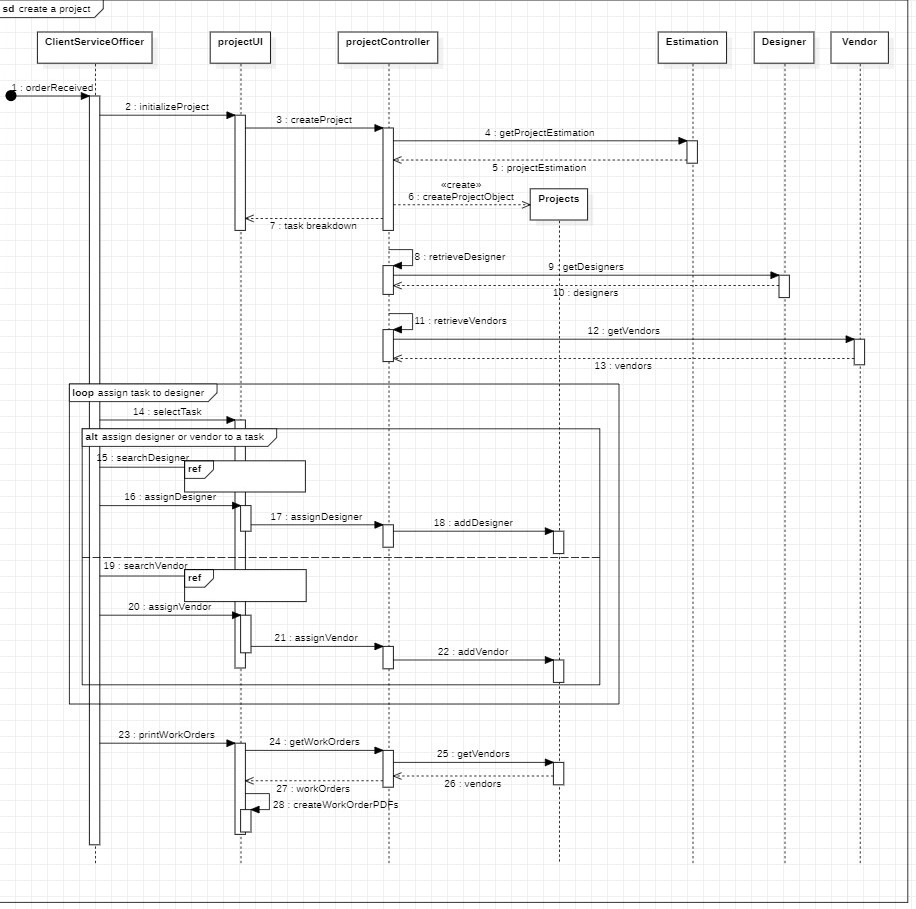 sd create a project
ClientServiceOfficer
projectUI
projectController
Estimation
Designer
Vendor
1 : orderReceived
2 : initializeProject
3 : createProject
4 : getProjectEstimation
5 : projectEstimation
«create»
6 : createProjectObject
Projects
7 : task breakdown
8 : retrieveDesigner
9 : getDesigners
10 : designers
11 : retrieveVendors
12 : getVendors
13 : vendors
loop assign task to designer
14 : selectTask
alt assign designer or vendor to a task
15 : searchDesigner
ref
16 : assignDesigner
17 : assignDesigner
18 : addDesigner
19 : searchVendor
ref
20 : assignVendor
21 : assignVendor
22 : addVendor
23 : printWorkOrders
24 : getWorkOrders
25 : getVendors
26 : vendors
27 : workOrders
28 : createWorkOrderPDFs